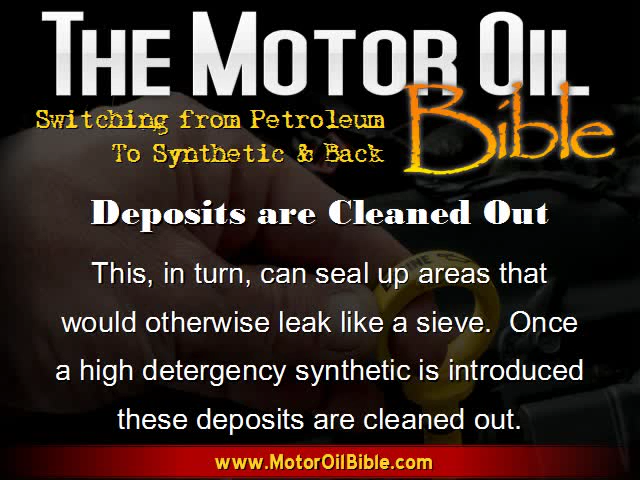 THE MOTOR OIL
Bible
Switching from Petroleum
To Synthetic & Back
Deposits are Cleaned Out
This, in turn, can seal up areas that
would otherwise leak like a sieve. Once
a high detergency synthetic is introduced
these deposits are cleaned out.
www.MotorOilBible.com